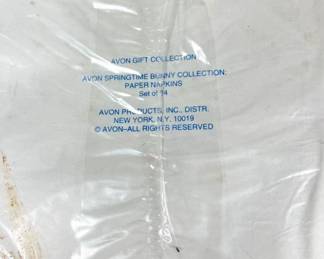 AVON GIFT COLLECTION
AVON SPRINGTIME BUNNY COLLECTION:
PAPER NAPKINS
Set of 14
AVON PRODUCTS, INC., DISTR.
NEW YORK, N.Y. 10019
© AVON–ALL RIGHTS RESERVED